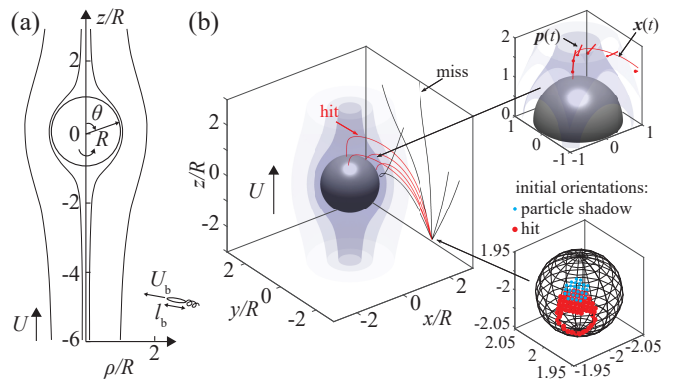 (a)
z/R
2
θ
0
R
-2
-4
U_b
l_b
U
-6
ρ/R
2
(b)
miss
hit
z/R
2
0
-2
U
2
0
-2
y/R
-2
0
2
x/R
p(t)
x(t)
2
1
0
1
0
-1
-1
0
1
initial orientations:
particle shadow
hit
1.95
-2
-2.05
2.05
2
1.95
-1.95
-2
-2.05